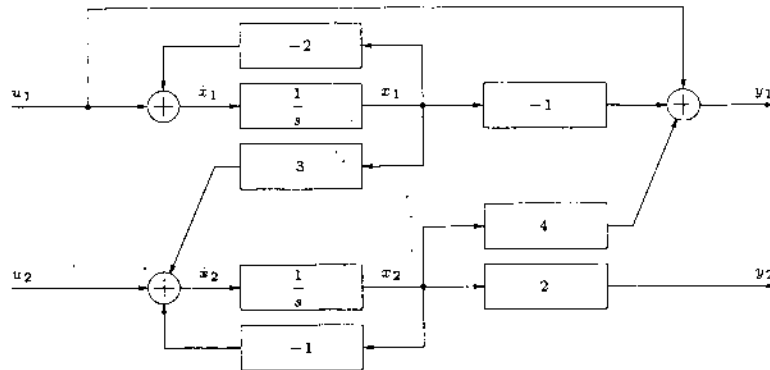 −2
u₁
+
ẋ₁
1
s
x₁
−1
+
y₁
3
4
u₂
+
ẋ₂
1
s
x₂
2
y₂
−1